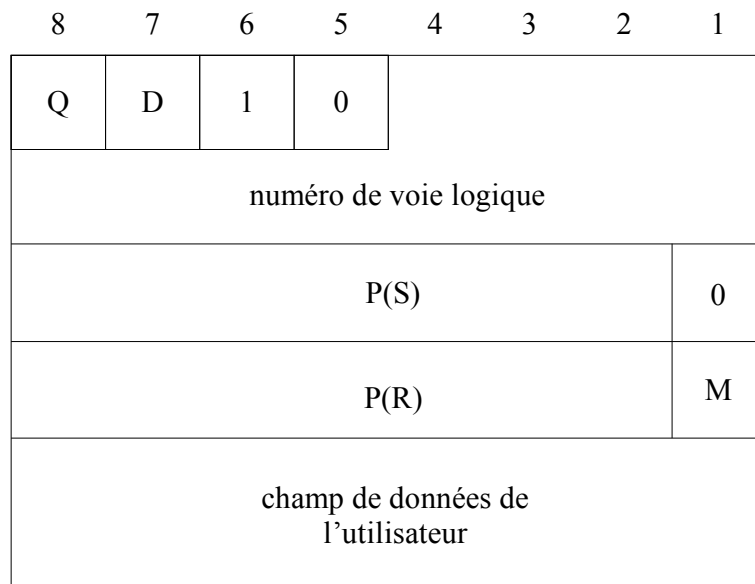 8 7 6 5 4 3 2 1
Q D 1 0
numéro de voie logique
P(S) 0
P(R) M
champ de données de
l’utilisateur